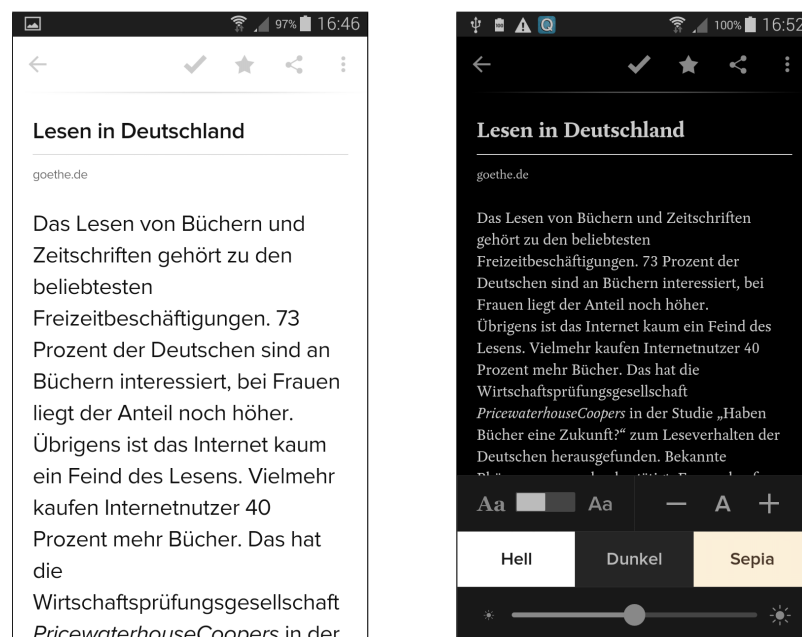 97% 16:46
Lesen in Deutschland
goethe.de
Das Lesen von Büchern und
Zeitschriften gehört zu den
beliebtesten
Freizeitbeschäftigungen. 73
Prozent der Deutschen sind an
Büchern interessiert, bei Frauen
liegt der Anteil noch höher.
Übrigens ist das Internet kaum
ein Feind des Lesens. Vielmehr
kaufen Internetnutzer 40
Prozent mehr Bücher. Das hat
die
Wirtschaftsprüfungsgesellschaft
PricewaterhouseCoopers in der
100% 16:52
Lesen in Deutschland
goethe.de
Das Lesen von Büchern und Zeitschriften
gehört zu den beliebtesten
Freizeitbeschäftigungen. 73 Prozent der
Deutschen sind an Büchern interessiert, bei
Frauen liegt der Anteil noch höher.
Übrigens ist das Internet kaum ein Feind des
Lesens. Vielmehr kaufen Internetnutzer 40
Prozent mehr Bücher. Das hat die
Wirtschaftsprüfungsgesellschaft
PricewaterhouseCoopers in der Studie „Haben
Bücher eine Zukunft?“ zum Leseverhalten der
Deutschen herausgefunden. Bekannte
Aa Aa — A +
Hell Dunkel Sepia